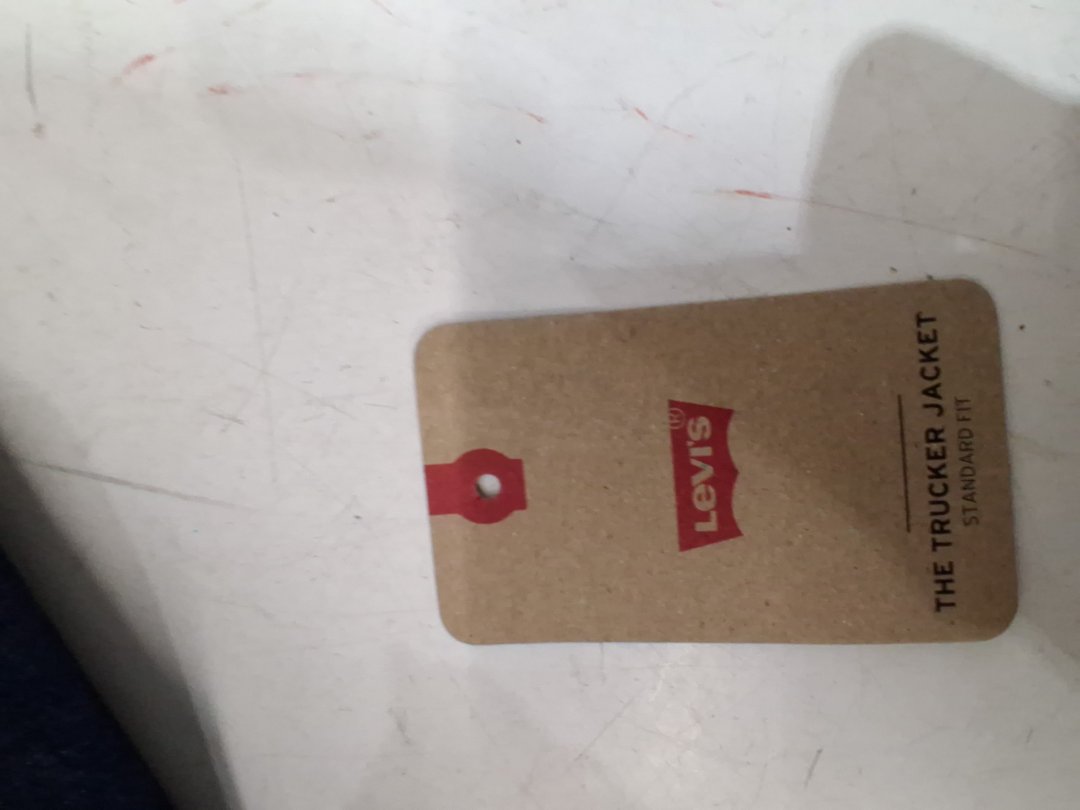 Levi's®
THE TRUCKER JACKET
STANDARD FIT